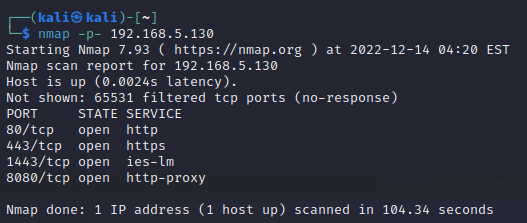 ┌──(kali㉿kali)-[~]
└─$ nmap -p- 192.168.5.130
Starting Nmap 7.93 ( https://nmap.org ) at 2022-12-14 04:20 EST
Nmap scan report for 192.168.5.130
Host is up (0.0024s latency).
Not shown: 65531 filtered tcp ports (no-response)
PORT     STATE SERVICE
80/tcp   open  http
443/tcp  open  https
1443/tcp open  ies-lm
8080/tcp open  http-proxy
Nmap done: 1 IP address (1 host up) scanned in 104.34 seconds